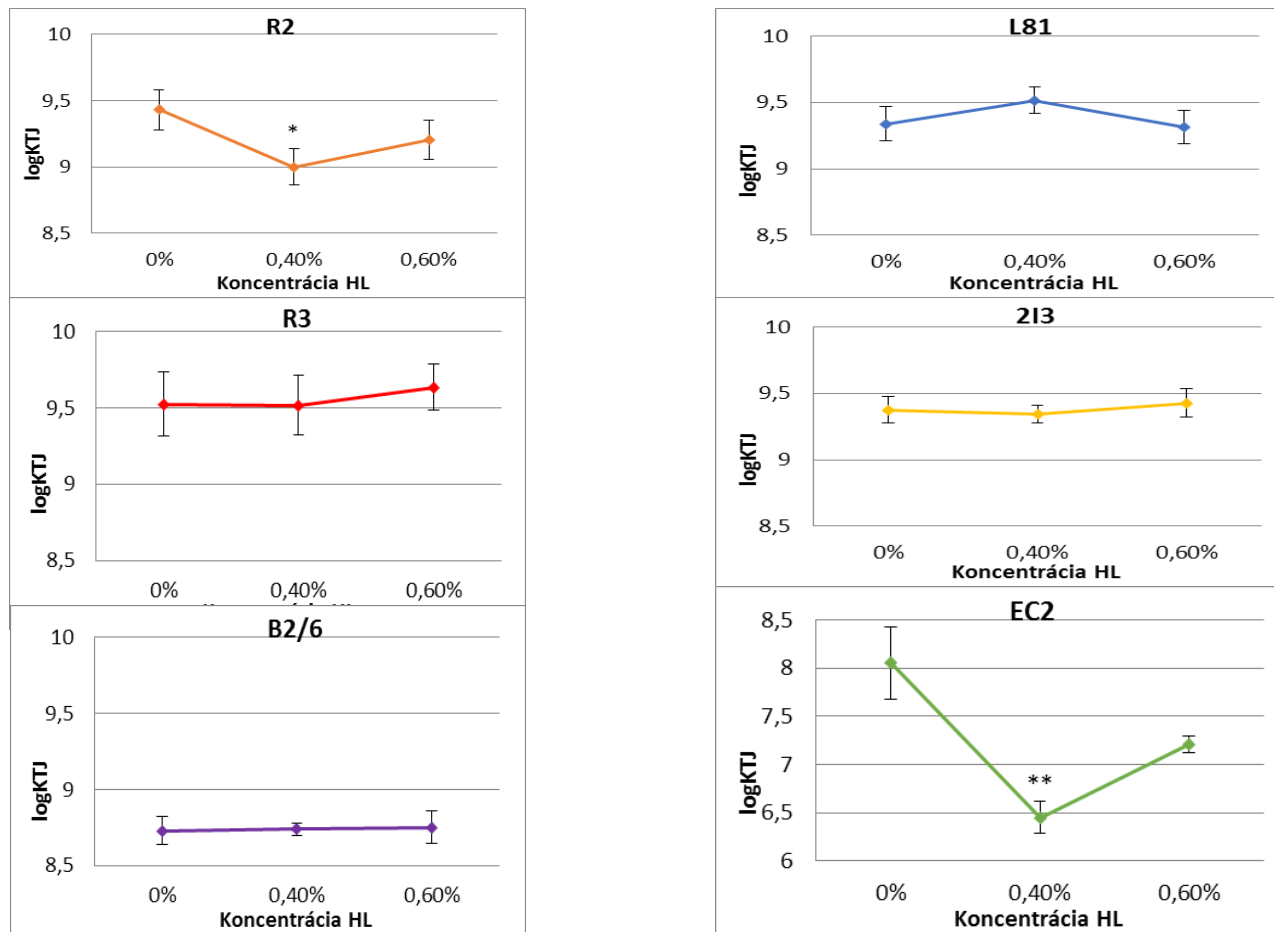 R2
10
9,5
9
8,5
logKTJ
*
0% 0,40% 0,60%
Koncentrácia HL
L81
10
9,5
9
8,5
logKTJ
0% 0,40% 0,60%
Koncentrácia HL
R3
10
9,5
9
8,5
logKTJ
0% 0,40% 0,60%
2I3
10
9,5
9
8,5
logKTJ
0% 0,40% 0,60%
Koncentrácia HL
B2/6
10
9,5
9
8,5
logKTJ
0% 0,40% 0,60%
Koncentrácia HL
EC2
8,5
8
7,5
7
6,5
6
logKTJ
**
0% 0,40% 0,60%
Koncentrácia HL